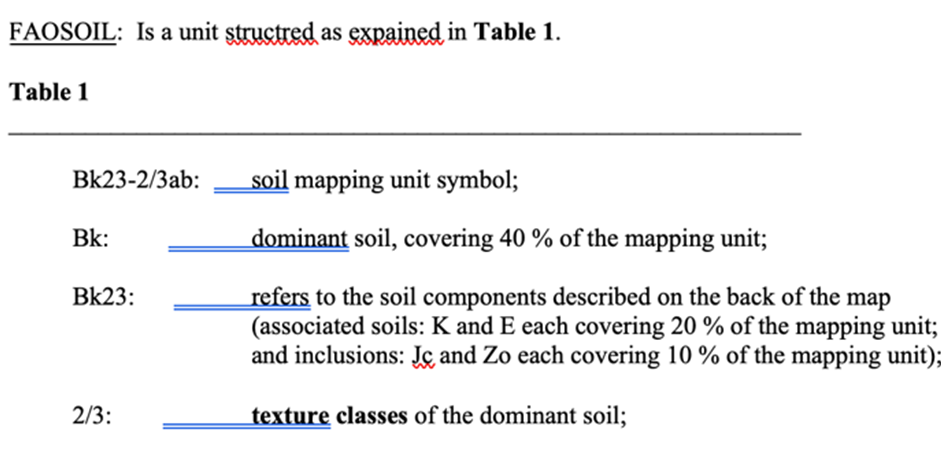 FAOSOIL: Is a unit structred as expained in Table 1.
Table 1
Bk23-2/3ab: soil mapping unit symbol;
Bk: dominant soil, covering 40 % of the mapping unit;
Bk23: refers to the soil components described on the back of the map
(associated soils: K and E each covering 20 % of the mapping unit;
and inclusions: Jc and Zo each covering 10 % of the mapping unit);
2/3: texture classes of the dominant soil;